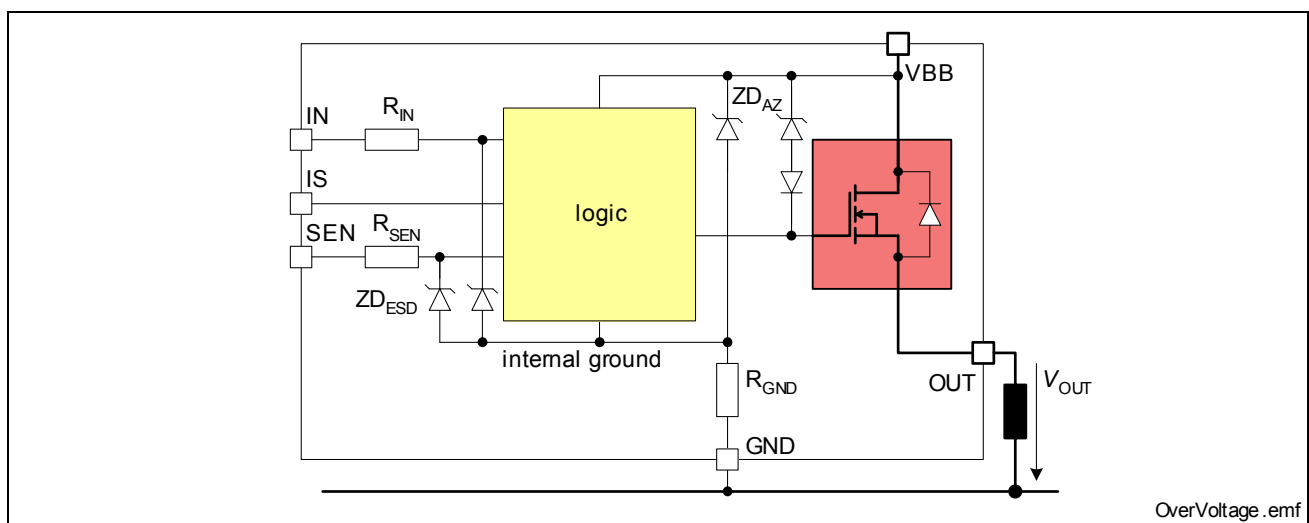 VBB
ZDAZ
IN
RIN
IS
logic
RSEN
SEN
ZDESD
internal ground
RGND
OUT
VOUT
GND
OverVoltage.emf